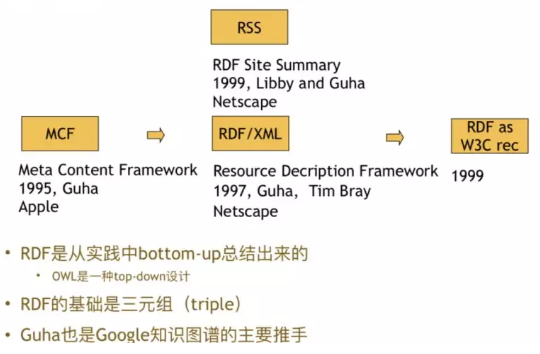 RSS
RDF Site Summary
1999, Libby and Guha
Netscape
MCF
Meta Content Framework
1995, Guha
Apple
RDF/XML
Resource Decription Framework
1997, Guha, Tim Bray
Netscape
RDF as
W3C rec
1999
• RDF是从实践中bottom-up总结出来的
• OWL是一种top-down设计
• RDF的基础是三元组（triple）
• Guha也是Google知识图谱的主要推手